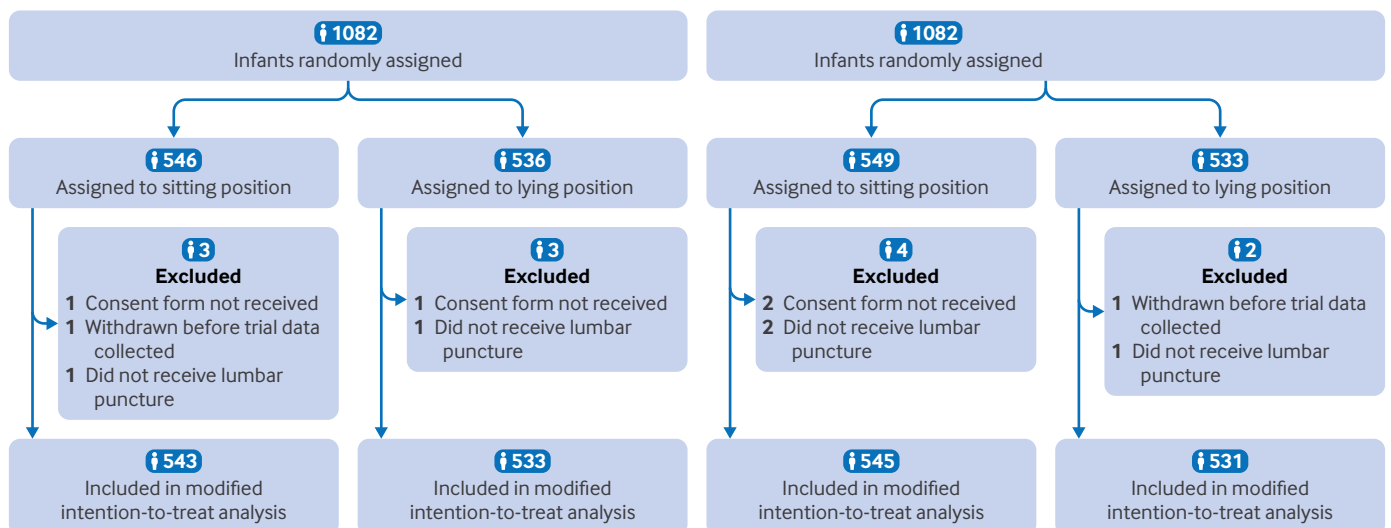 1082
Infants randomly assigned
546
Assigned to sitting position
536
Assigned to lying position
3
Excluded
1 Consent form not received
1 Withdrawn before trial data
collected
1 Did not receive lumbar
puncture
3
Excluded
1 Consent form not received
1 Did not receive lumbar
puncture
543
Included in modified
intention-to-treat analysis
533
Included in modified
intention-to-treat analysis
1082
Infants randomly assigned
549
Assigned to sitting position
533
Assigned to lying position
4
Excluded
2 Consent form not received
2 Did not receive lumbar
puncture
2
Excluded
1 Withdrawn before trial data
collected
1 Did not receive lumbar
puncture
545
Included in modified
intention-to-treat analysis
531
Included in modified
intention-to-treat analysis